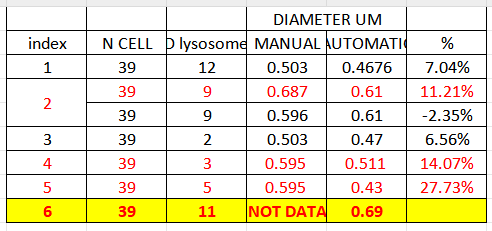 DIAMETER UM
index N CELL D lysosome MANUAL AUTOMATIC %
1 39 12 0.503 0.4676 7.04%
2 39 9 0.687 0.61 11.21%
39 9 0.596 0.61 -2.35%
3 39 2 0.503 0.47 6.56%
4 39 3 0.595 0.511 14.07%
5 39 5 0.595 0.43 27.73%
6 39 11 NOT DATA 0.69